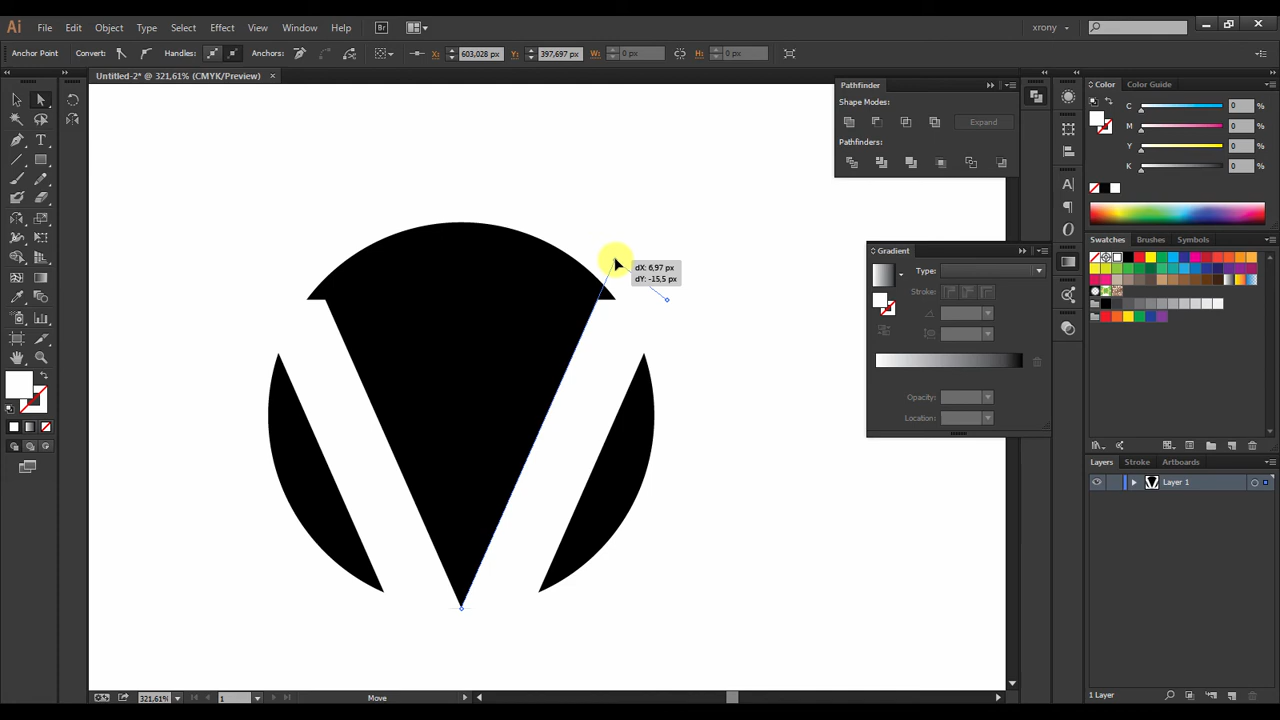 Ai File Edit Object Type Select Effect View Window Help Br xrony
Anchor Point Convert: Handles: Anchors: X: 603,028 px Y: 397,697 px W: 0 px H: 0 px
Untitled-2* @ 321,61% (CMYK/Preview) ×
Pathfinder
Shape Modes:
Expand
Pathfinders:
Color Color Guide
C 0 %
M 0 %
Y 0 %
K 0 %
Swatches Brushes Symbols
dX: 6,97 px
dY: -15,5 px
Gradient
Type:
Stroke:
Opacity:
Location:
Layers Stroke Artboards
Layer 1
321,61% 1 Move
1 Layer